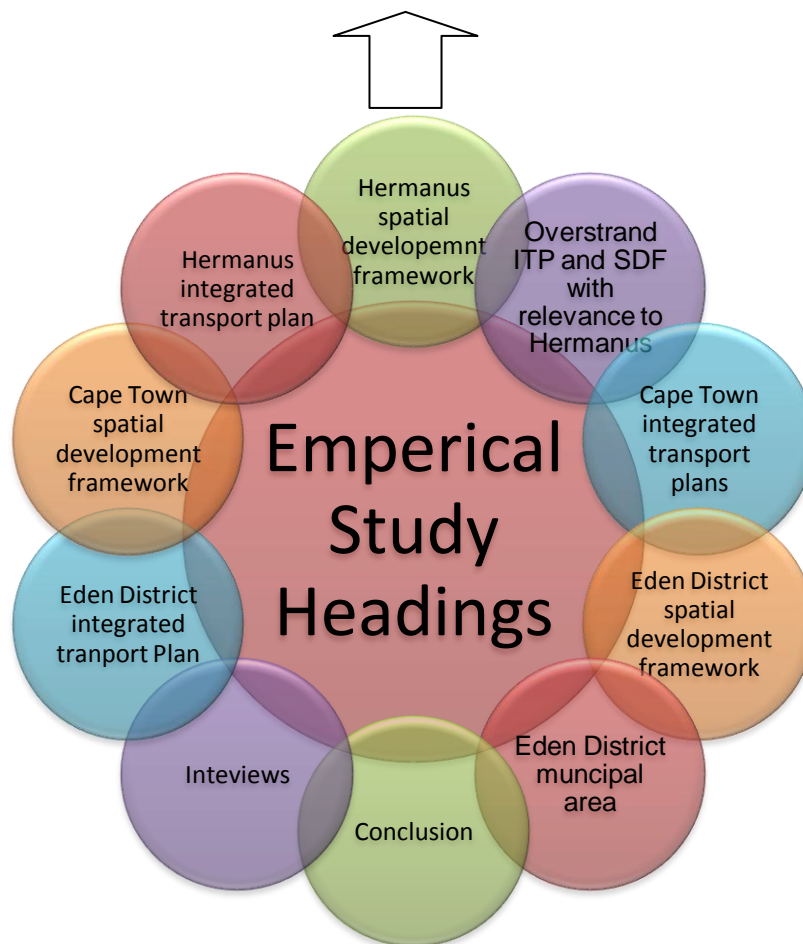 Hermanus
spatial
developemnt
framework
Overstrand
ITP and SDF
with
relevance to
Hermanus
Cape Town
integrated
transport
plans
Eden District
spatial
development
framework
Eden District
muncipal
area
Conclusion
Inteviews
Eden District
integrated
tranport Plan
Cape Town
spatial
development
framework
Hermanus
integrated
transport plan
Emperical
Study
Headings